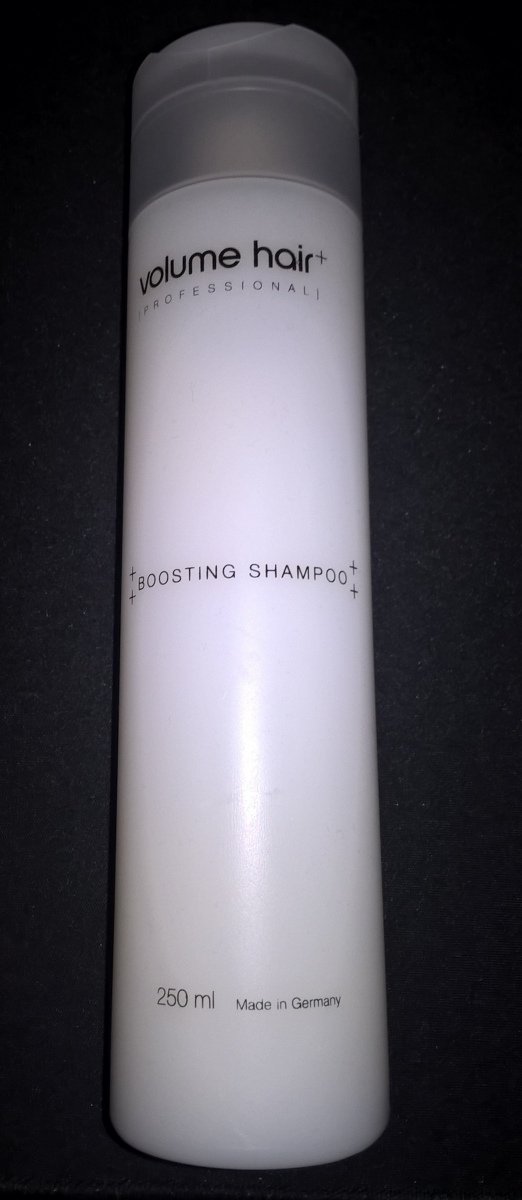 volume hair+
[PROFESSIONAL]
+BOOSTING SHAMPOO+
+ +
250 ml Made in Germany